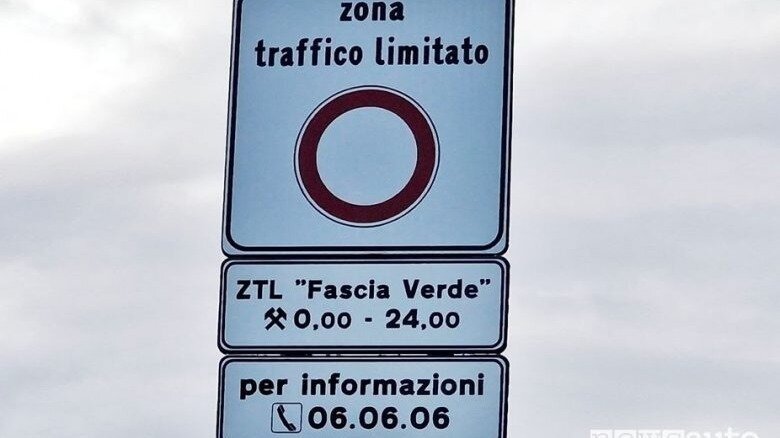 zona
traffico limitato
ZTL "Fascia Verde"
0,00 - 24,00
per informazioni
06.06.06